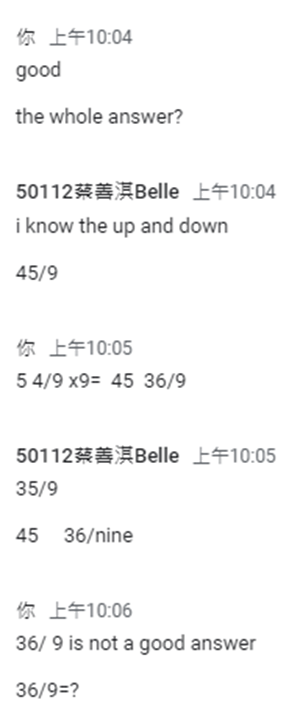 你 上午10:04
good
the whole answer?
50112蔡善淇Belle 上午10:04
i know the up and down
45/9
你 上午10:05
5 4/9 x9= 45 36/9
50112蔡善淇Belle 上午10:05
35/9
45 36/nine
你 上午10:06
36/ 9 is not a good answer
36/9=?